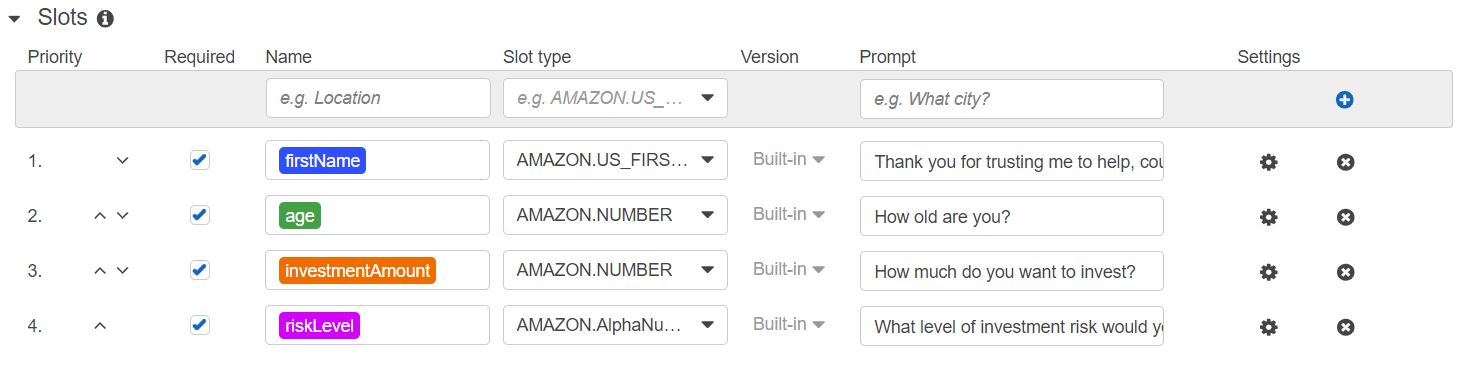 Slots
Priority Required Name Slot type Version Prompt Settings
e.g. Location e.g. AMAZON.US_... e.g. What city?
1. firstName AMAZON.US_FIRS... Built-in Thank you for trusting me to help, cou
2. age AMAZON.NUMBER Built-in How old are you?
3. investmentAmount AMAZON.NUMBER Built-in How much do you want to invest?
4. riskLevel AMAZON.AlphaNu... Built-in What level of investment risk would yo